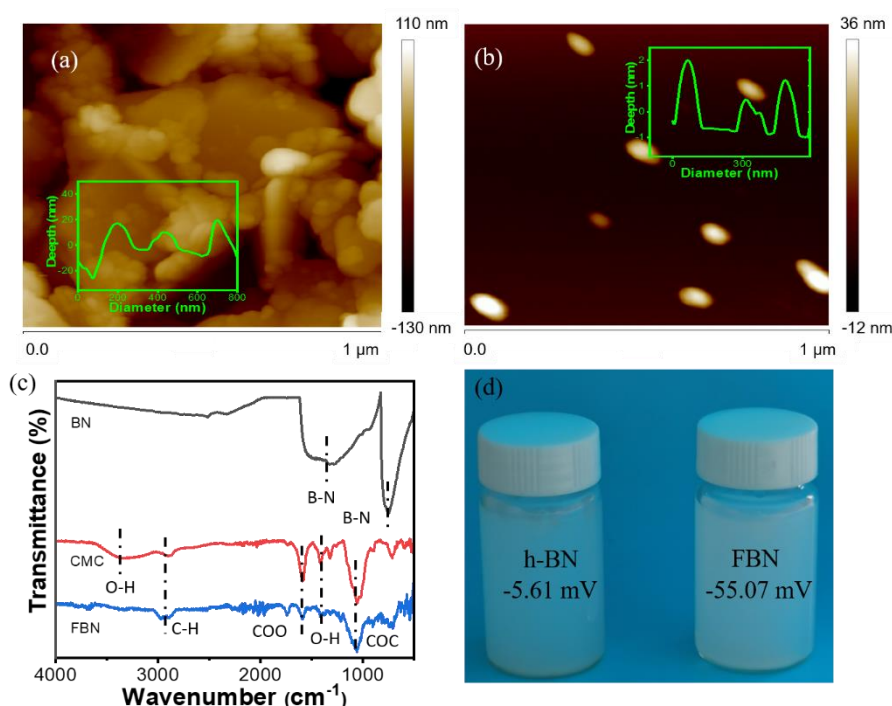 (a)
110 nm
-130 nm
Deepth (nm)
40
20
0
-20
0 200 400 600 800
Diameter (nm)
0.0 1 µm
(b)
36 nm
-12 nm
Deepth (nm)
2
1
0
-1
0 300
Diameter (nm)
0.0 1 µm
(c)
Transmittance (%)
BN
B-N
B-N
CMC
O-H
FBN
C-H
COO
O-H
COC
4000 3000 2000 1000
Wavenumber (cm⁻¹)
(d)
h-BN
-5.61 mV
FBN
-55.07 mV